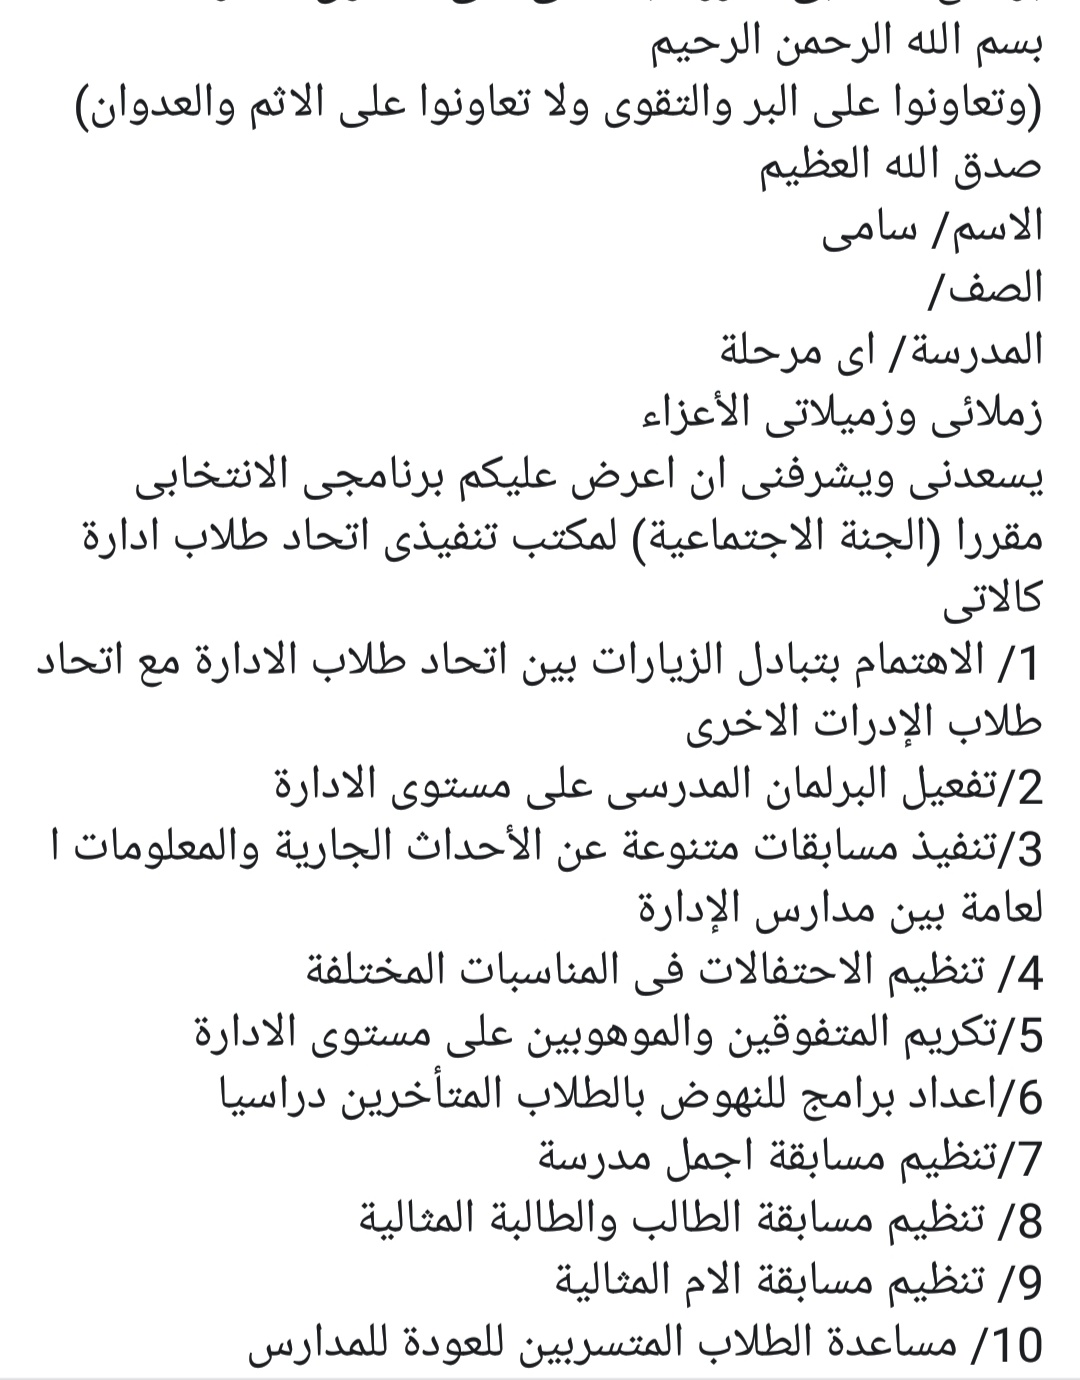 بسم الله الرحمن الرحيم
(وتعاونوا على البر والتقوى ولا تعاونوا على الاثم والعدوان)
صدق الله العظيم
الاسم/ سامى
الصف/
المدرسة/ اى مرحلة
زملائى وزميلاتى الأعزاء
يسعدنى ويشرفنى ان اعرض عليكم برنامجى الانتخابى
مقررا (الجنة الاجتماعية) لمكتب تنفيذى اتحاد طلاب ادارة
كالاتى
1/ الاهتمام بتبادل الزيارات بين اتحاد طلاب الادارة مع اتحاد
طلاب الإدرات الاخرى
2/تفعيل البرلمان المدرسى على مستوى الادارة
3/تنفيذ مسابقات متنوعة عن الأحداث الجارية والمعلومات ا
لعامة بين مدارس الإدارة
4/ تنظيم الاحتفالات فى المناسبات المختلفة
5/تكريم المتفوقين والموهوبين على مستوى الادارة
6/اعداد برامج للنهوض بالطلاب المتأخرين دراسيا
7/تنظيم مسابقة اجمل مدرسة
8/ تنظيم مسابقة الطالب والطالبة المثالية
9/ تنظيم مسابقة الام المثالية
10/ مساعدة الطلاب المتسربين للعودة للمدارس